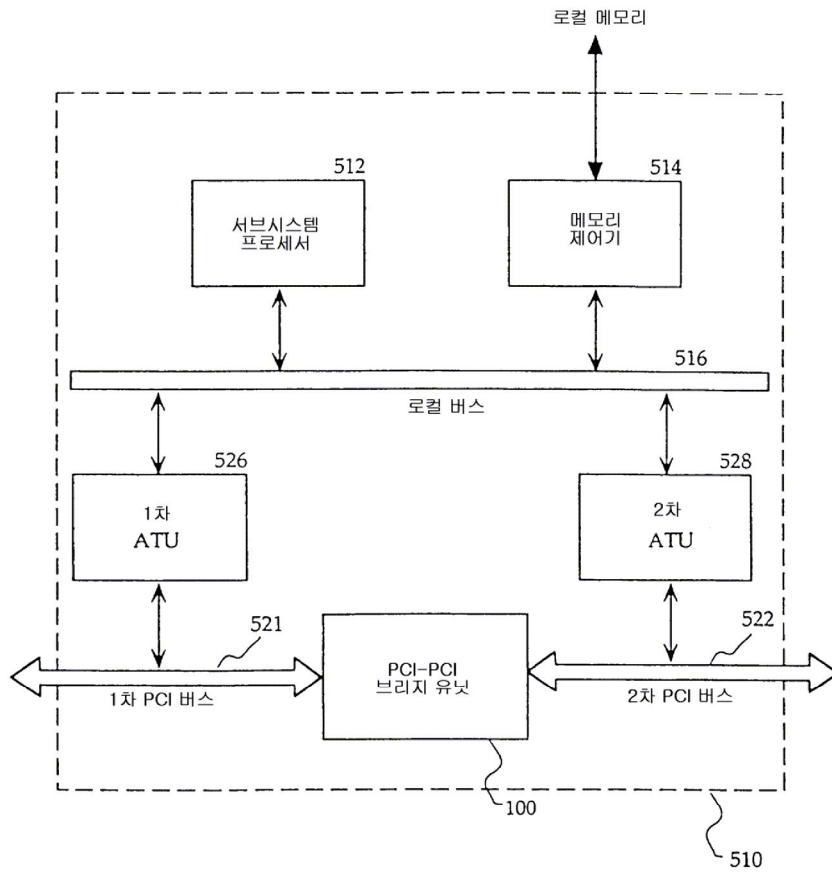 로컬 메모리
512
514
서브시스템
프로세서
메모리
제어기
516
로컬 버스
526
528
1차
ATU
2차
ATU
521
522
PCI-PCI
브리지 유닛
1차 PCI 버스
2차 PCI 버스
100
510